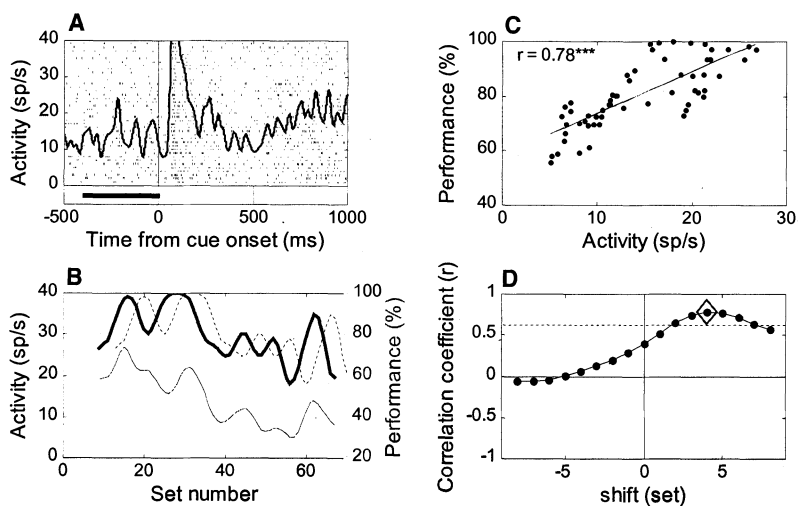 A
Activity (sp/s)
40
30
20
10
0
-500
0
500
1000
Time from cue onset (ms)
B
Activity (sp/s)
40
30
20
10
0
100
80
60
40
20
Performance (%)
0
20
40
60
Set number
C
r = 0.78***
Performance (%)
100
80
60
40
0
10
20
30
Activity (sp/s)
D
Correlation coefficient (r)
1
0.5
0
-0.5
-1
-5
0
5
shift (set)